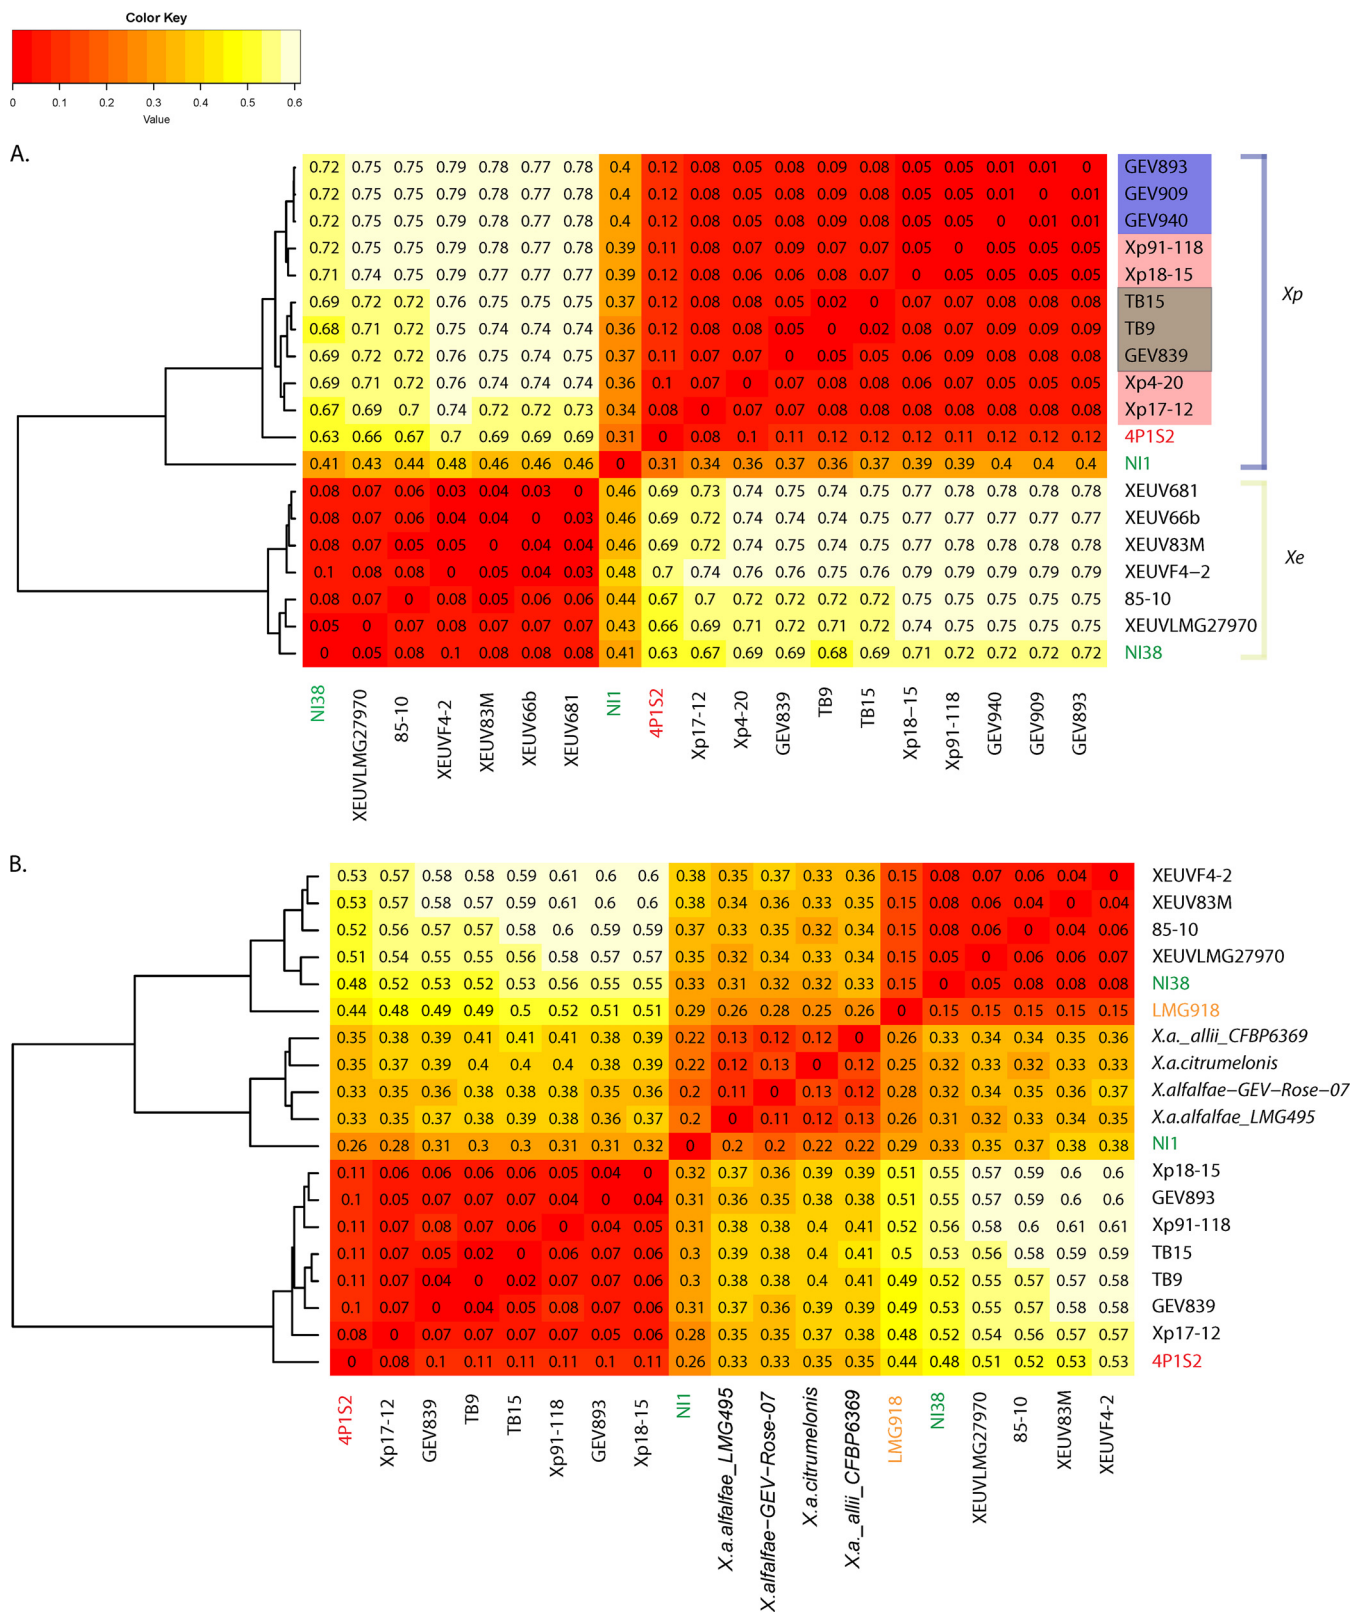 Color Key
0 0.1 0.2 0.3 0.4 0.5 0.6
Value
A.
0.72 0.75 0.75 0.79 0.78 0.77 0.78 0.4 0.12 0.08 0.05 0.08 0.09 0.08 0.05 0.05 0.01 0.01 0 GEV893
0.72 0.75 0.75 0.79 0.78 0.77 0.78 0.4 0.12 0.08 0.05 0.08 0.09 0.08 0.05 0.05 0.01 0 0.01 GEV909
0.72 0.75 0.75 0.79 0.78 0.77 0.78 0.4 0.12 0.08 0.05 0.08 0.09 0.08 0.05 0.05 0 0.01 0.01 GEV940
0.72 0.75 0.75 0.79 0.78 0.77 0.78 0.39 0.11 0.08 0.07 0.09 0.07 0.07 0.05 0 0.05 0.05 0.05 Xp91-118
0.71 0.74 0.75 0.79 0.77 0.77 0.77 0.39 0.12 0.08 0.06 0.06 0.08 0.07 0 0.05 0.05 0.05 0.05 Xp18-15
0.69 0.72 0.72 0.76 0.75 0.75 0.75 0.37 0.12 0.08 0.08 0.05 0.02 0 0.07 0.07 0.08 0.08 0.08 TB15
Xp
0.68 0.71 0.72 0.75 0.74 0.74 0.74 0.36 0.12 0.08 0.08 0.05 0 0.02 0.08 0.07 0.09 0.09 0.09 TB9
0.69 0.72 0.72 0.76 0.75 0.74 0.75 0.37 0.11 0.07 0.07 0 0.05 0.05 0.06 0.09 0.08 0.08 0.08 GEV839
0.69 0.71 0.72 0.76 0.74 0.74 0.74 0.36 0.1 0.07 0 0.07 0.08 0.08 0.06 0.07 0.05 0.05 0.05 Xp4-20
0.67 0.69 0.7 0.74 0.72 0.72 0.73 0.34 0.08 0 0.07 0.07 0.08 0.08 0.08 0.08 0.08 0.08 0.08 Xp17-12
0.63 0.66 0.67 0.7 0.69 0.69 0.69 0.31 0 0.08 0.1 0.11 0.12 0.12 0.12 0.11 0.12 0.12 0.12 4P1S2
0.41 0.43 0.44 0.48 0.46 0.46 0.46 0 0.31 0.34 0.36 0.37 0.36 0.37 0.39 0.39 0.4 0.4 0.4 NI1
0.08 0.07 0.06 0.03 0.04 0.03 0 0.46 0.69 0.73 0.74 0.75 0.74 0.75 0.77 0.78 0.78 0.78 0.78 XEUV681
0.08 0.07 0.06 0.04 0.04 0 0.03 0.46 0.69 0.72 0.74 0.74 0.74 0.75 0.77 0.77 0.77 0.77 0.77 XEUV66b
0.08 0.07 0.05 0.05 0 0.04 0.04 0.46 0.69 0.72 0.74 0.75 0.74 0.75 0.77 0.78 0.78 0.78 0.78 XEUV83M
Xe
0.1 0.08 0.08 0 0.05 0.04 0.03 0.48 0.7 0.74 0.76 0.76 0.75 0.76 0.79 0.79 0.79 0.79 0.79 XEUVF4−2
0.08 0.07 0 0.08 0.05 0.06 0.06 0.44 0.67 0.7 0.72 0.72 0.72 0.72 0.75 0.75 0.75 0.75 0.75 85-10
0.05 0 0.07 0.08 0.07 0.07 0.07 0.43 0.66 0.69 0.71 0.72 0.71 0.72 0.74 0.75 0.75 0.75 0.75 XEUVLMG27970
0 0.05 0.08 0.1 0.08 0.08 0.08 0.41 0.63 0.67 0.69 0.69 0.68 0.69 0.71 0.72 0.72 0.72 0.72 NI38
NI38 XEUVLMG27970 85-10 XEUVF4-2 XEUV83M XEUV66b XEUV681 NI1 4P1S2 Xp17-12 Xp4-20 GEV839 TB9 TB15 Xp18−15 Xp91-118 GEV940 GEV909 GEV893
B.
0.53 0.57 0.58 0.58 0.59 0.61 0.6 0.6 0.38 0.35 0.37 0.33 0.36 0.15 0.08 0.07 0.06 0.04 0 XEUVF4-2
0.53 0.57 0.58 0.57 0.59 0.61 0.6 0.6 0.38 0.34 0.36 0.33 0.35 0.15 0.08 0.06 0.04 0 0.04 XEUV83M
0.52 0.56 0.57 0.57 0.58 0.6 0.59 0.59 0.37 0.33 0.35 0.32 0.34 0.15 0.08 0.06 0 0.04 0.06 85-10
0.51 0.54 0.55 0.55 0.56 0.58 0.57 0.57 0.35 0.32 0.34 0.33 0.34 0.15 0.05 0 0.06 0.06 0.07 XEUVLMG27970
0.48 0.52 0.53 0.52 0.53 0.56 0.55 0.55 0.33 0.31 0.32 0.32 0.33 0.15 0 0.05 0.08 0.08 0.08 NI38
0.44 0.48 0.49 0.49 0.5 0.52 0.51 0.51 0.29 0.26 0.28 0.25 0.26 0 0.15 0.15 0.15 0.15 0.15 LMG918
0.35 0.38 0.39 0.41 0.41 0.41 0.38 0.39 0.22 0.13 0.12 0.12 0 0.26 0.33 0.34 0.34 0.35 0.36 X.a._allii_CFBP6369
0.35 0.37 0.39 0.4 0.4 0.4 0.38 0.39 0.22 0.12 0.13 0 0.12 0.25 0.32 0.33 0.32 0.33 0.33 X.a.citrumelonis
0.33 0.35 0.36 0.38 0.38 0.38 0.35 0.36 0.2 0.11 0 0.13 0.12 0.28 0.32 0.34 0.35 0.36 0.37 X.alfalfae−GEV−Rose−07
0.33 0.35 0.37 0.38 0.39 0.38 0.36 0.37 0.2 0 0.11 0.12 0.13 0.26 0.31 0.32 0.33 0.34 0.35 X.a.alfalfae_LMG495
0.26 0.28 0.31 0.3 0.3 0.31 0.31 0.32 0 0.2 0.2 0.22 0.22 0.29 0.33 0.35 0.37 0.38 0.38 NI1
0.11 0.06 0.06 0.06 0.06 0.05 0.04 0 0.32 0.37 0.36 0.39 0.39 0.51 0.55 0.57 0.59 0.6 0.6 Xp18-15
0.1 0.05 0.07 0.07 0.07 0.04 0 0.04 0.31 0.36 0.35 0.38 0.38 0.51 0.55 0.57 0.59 0.6 0.6 GEV893
0.11 0.07 0.08 0.07 0.06 0 0.04 0.05 0.31 0.38 0.38 0.4 0.41 0.52 0.56 0.58 0.6 0.61 0.61 Xp91-118
0.11 0.07 0.05 0.02 0 0.06 0.07 0.06 0.3 0.39 0.38 0.4 0.41 0.5 0.53 0.56 0.58 0.59 0.59 TB15
0.11 0.07 0.04 0 0.02 0.07 0.07 0.06 0.3 0.38 0.38 0.4 0.41 0.49 0.52 0.55 0.57 0.57 0.58 TB9
0.1 0.07 0 0.04 0.05 0.08 0.07 0.06 0.31 0.37 0.36 0.39 0.39 0.49 0.53 0.55 0.57 0.58 0.58 GEV839
0.08 0 0.07 0.07 0.07 0.07 0.05 0.06 0.28 0.35 0.35 0.37 0.38 0.48 0.52 0.54 0.56 0.57 0.57 Xp17-12
0 0.08 0.1 0.11 0.11 0.11 0.1 0.11 0.26 0.33 0.33 0.35 0.35 0.44 0.48 0.51 0.52 0.53 0.53 4P1S2
4P1S2 Xp17-12 GEV839 TB9 TB15 Xp91-118 GEV893 Xp18-15 NI1 X.a.alfalfae_LMG495 X.alfalfae−GEV−Rose-07 X.a.citrumelonis X.a._allii_CFBP6369 LMG918 NI38 XEUVLMG27970 85-10 XEUV83M XEUVF4-2